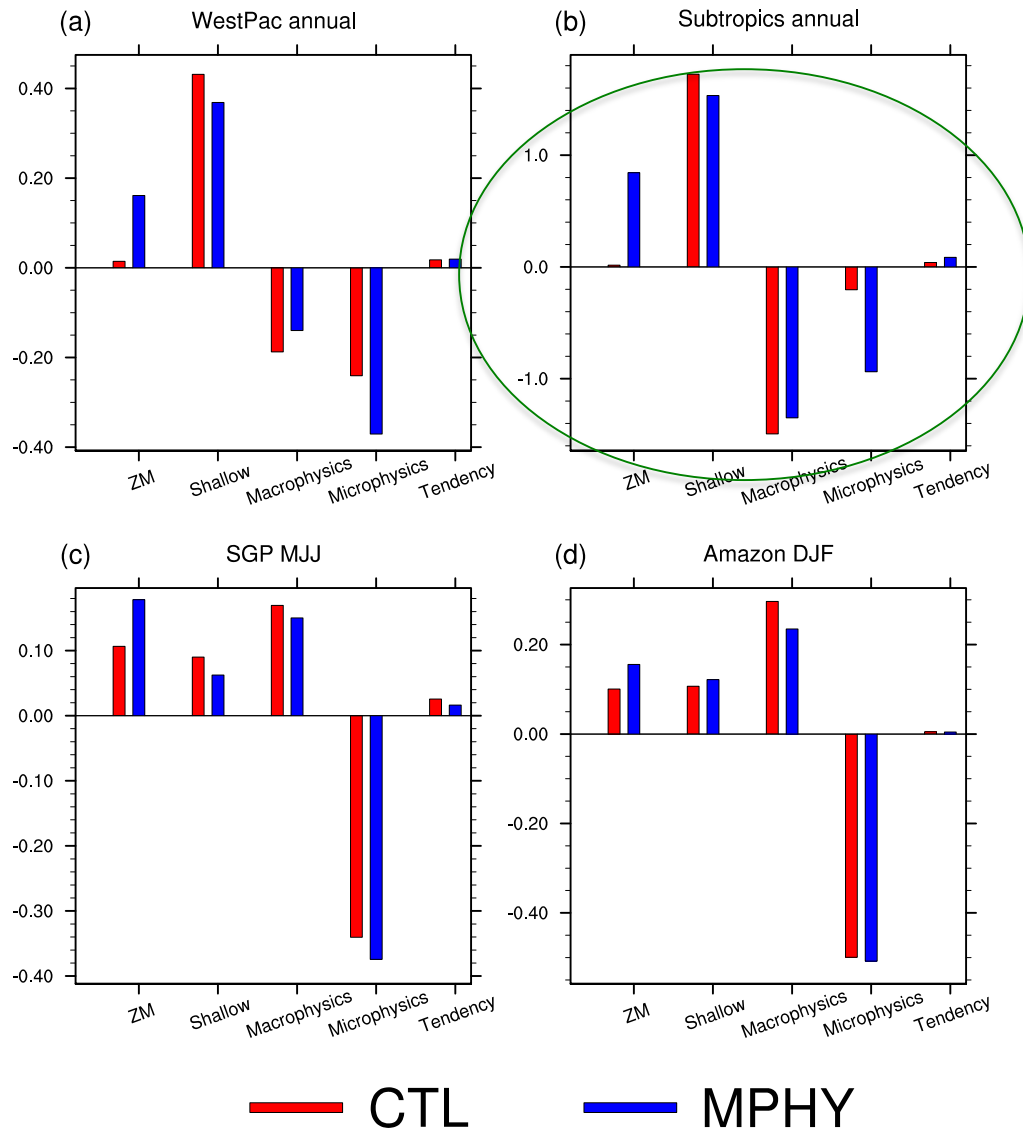 (a) WestPac annual
0.40
0.20
0.00
-0.20
-0.40
ZM Shallow Macrophysics Microphysics Tendency
(b) Subtropics annual
1.0
0.0
-1.0
ZM Shallow Macrophysics Microphysics Tendency
(c) SGP MJJ
0.10
0.00
-0.10
-0.20
-0.30
-0.40
ZM Shallow Macrophysics Microphysics Tendency
(d) Amazon DJF
0.20
0.00
-0.20
-0.40
ZM Shallow Macrophysics Microphysics Tendency
CTL MPHY